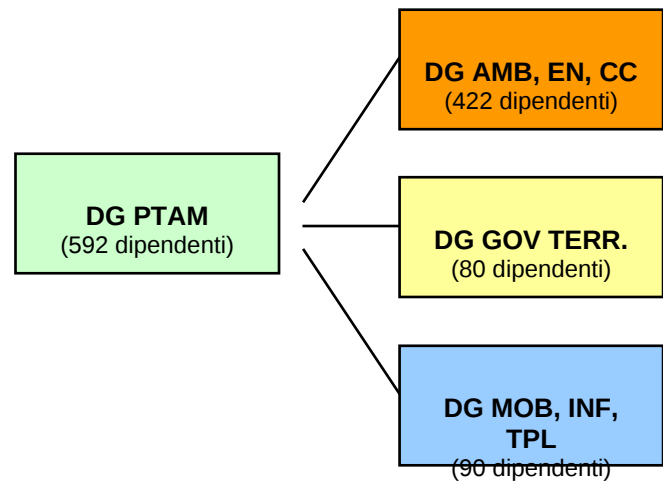 DG AMB, EN, CC
(422 dipendenti)
DG PTAM
(592 dipendenti)
DG GOV TERR.
(80 dipendenti)
DG MOB, INF,
TPL
(90 dipendenti)